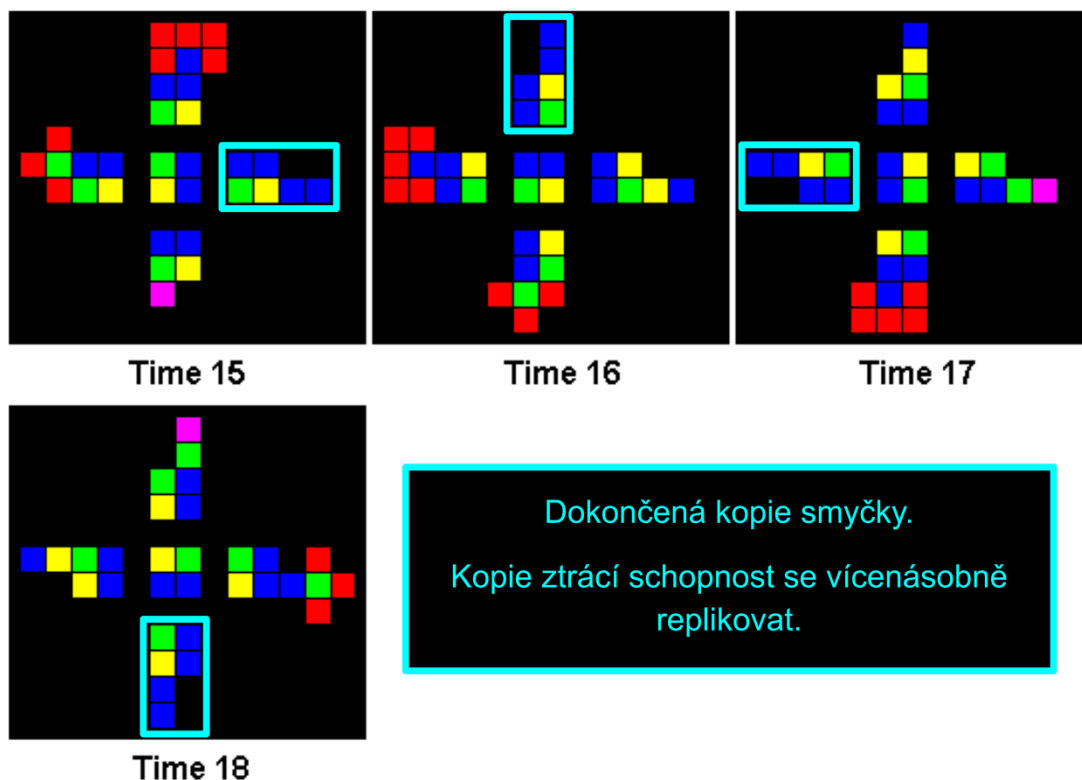 Time 15
Time 16
Time 17
Time 18
Dokončená kopie smyčky.
Kopie ztrácí schopnost se vícenásobně
replikovat.